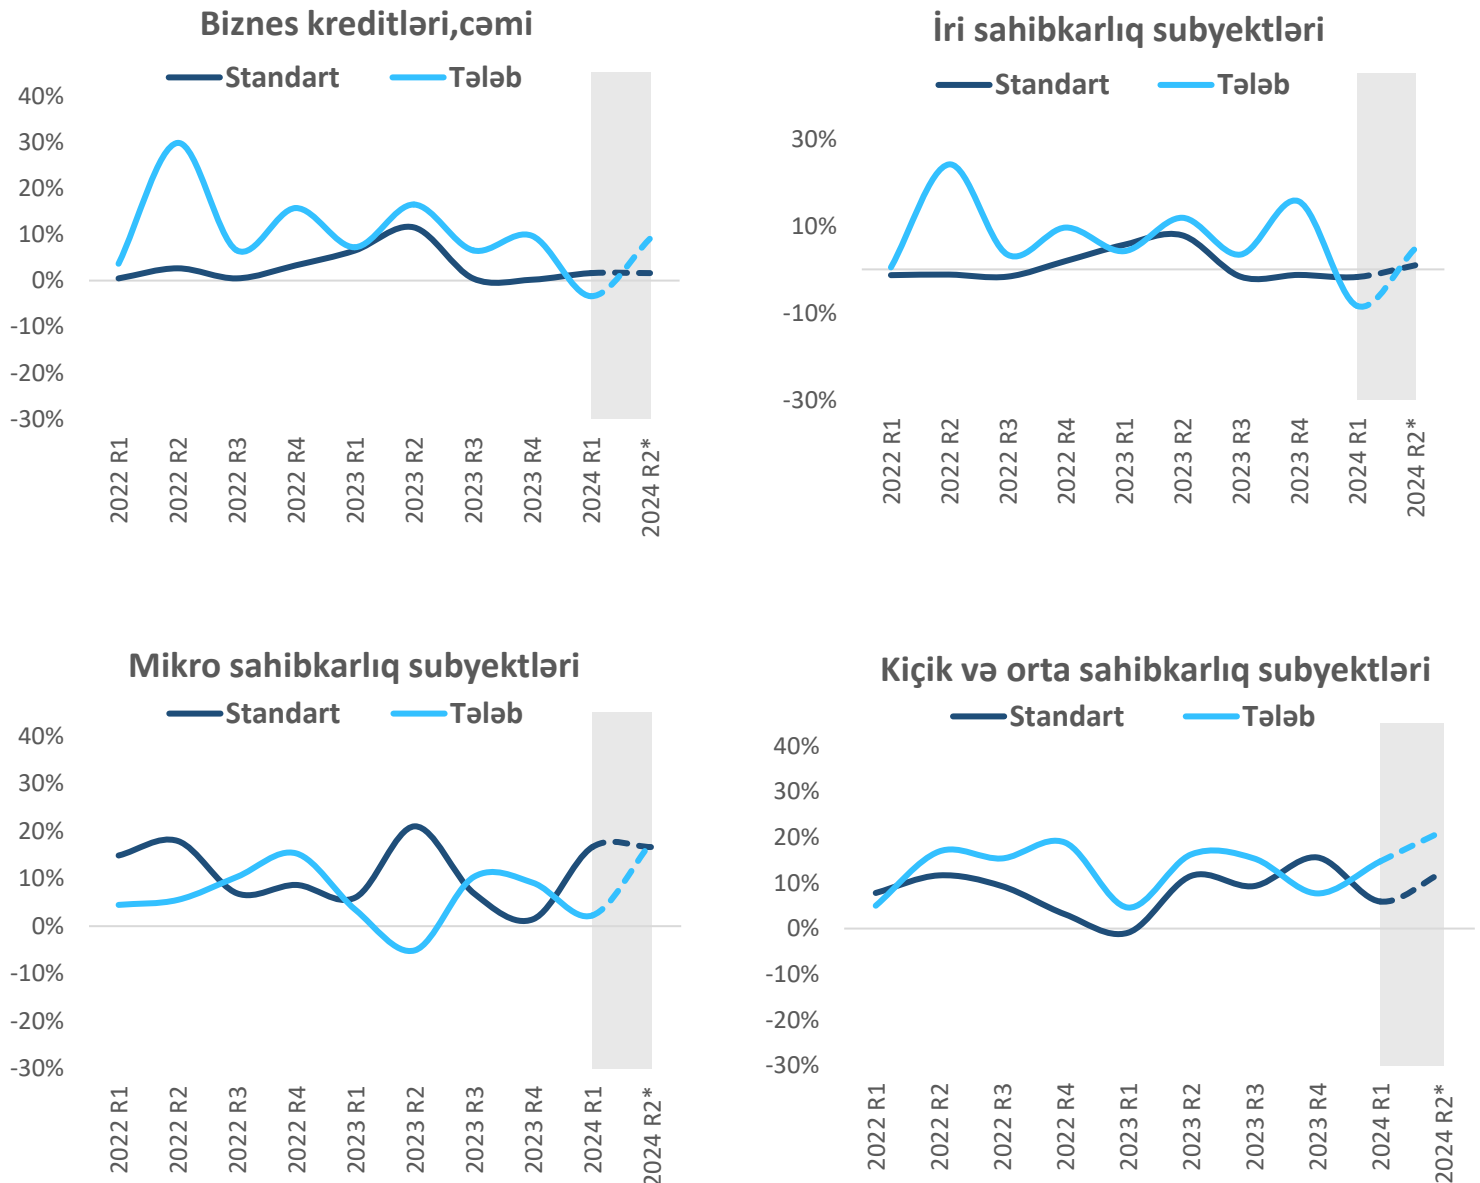 Biznes kreditləri,cəmi
Standart Tələb
40%
30%
20%
10%
0%
-10%
-20%
-30%
2022 R1
2022 R2
2022 R3
2022 R4
2023 R1
2023 R2
2023 R3
2023 R4
2024 R1
2024 R2*
İri sahibkarlıq subyektləri
Standart Tələb
30%
10%
-10%
-30%
2022 R1
2022 R2
2022 R3
2022 R4
2023 R1
2023 R2
2023 R3
2023 R4
2024 R1
2024 R2*
Mikro sahibkarlıq subyektləri
Standart Tələb
40%
30%
20%
10%
0%
-10%
-20%
-30%
2022 R1
2022 R2
2022 R3
2022 R4
2023 R1
2023 R2
2023 R3
2023 R4
2024 R1
2024 R2*
Kiçik və orta sahibkarlıq subyektləri
Standart Tələb
40%
30%
20%
10%
0%
-10%
-20%
-30%
2022 R1
2022 R2
2022 R3
2022 R4
2023 R1
2023 R2
2023 R3
2023 R4
2024 R1
2024 R2*